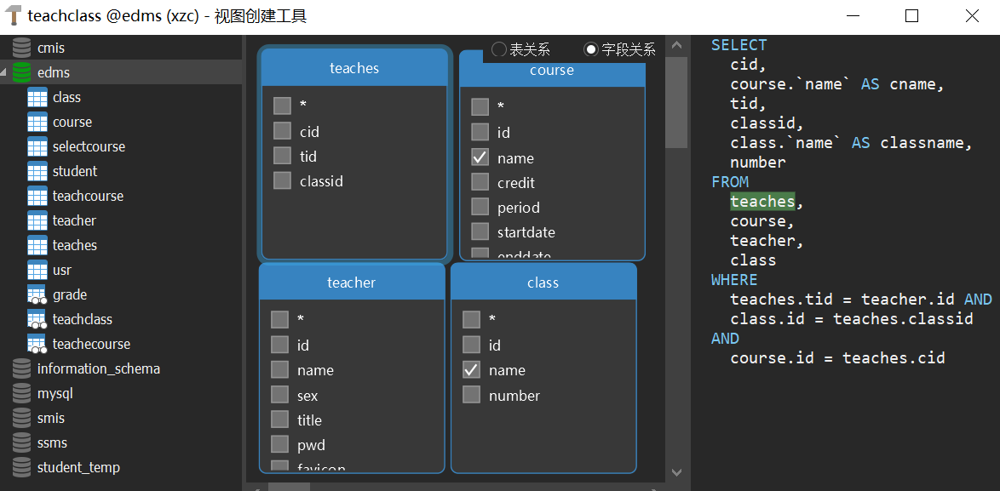 teachclass @edms (xzc) - 视图创建工具
cmis
edms
class
course
selectcourse
student
teachcourse
teacher
teaches
usr
grade
teachclass
teachecourse
information_schema
mysql
smis
ssms
student_temp
表关系
字段关系
teaches
*
cid
tid
classid
course
*
id
name
credit
period
startdate
enddate
teacher
*
id
name
sex
title
pwd
favicon
class
*
id
name
number
SELECT
cid,
course.`name` AS cname,
tid,
classid,
class.`name` AS classname,
number
FROM
teaches,
course,
teacher,
class
WHERE
teaches.tid = teacher.id AND
class.id = teaches.classid
AND
course.id = teaches.cid